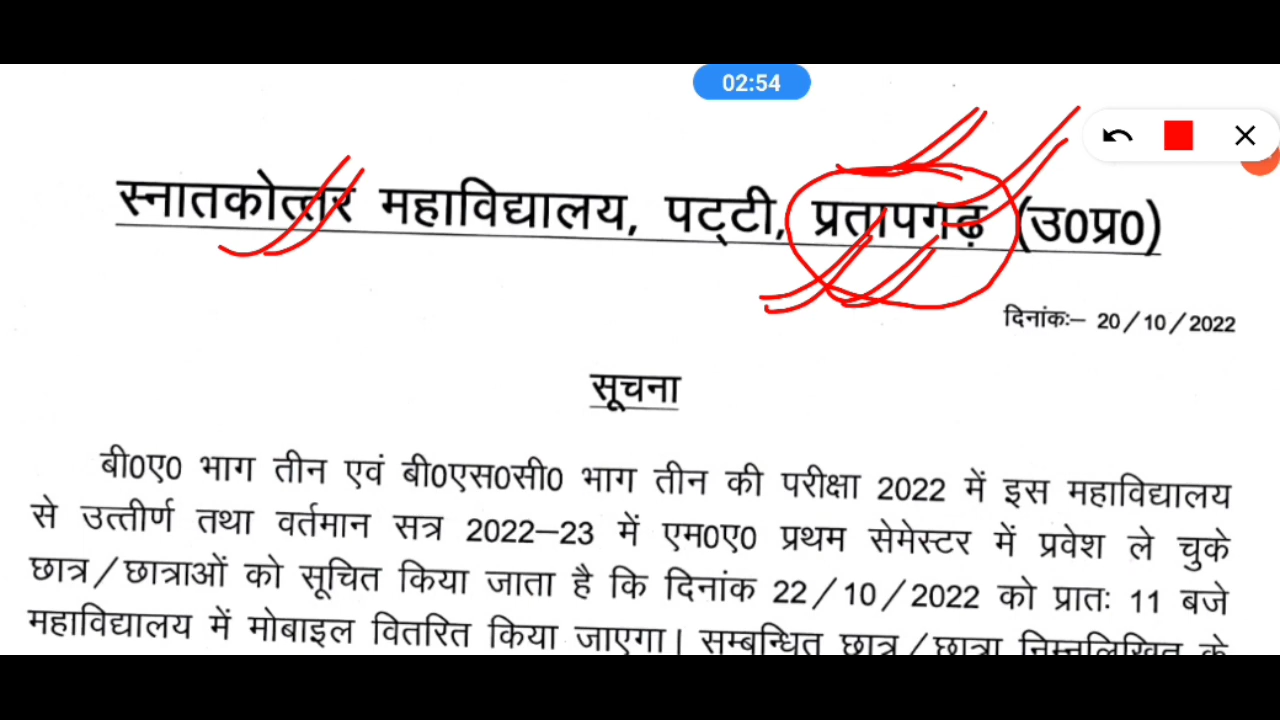 02:54
स्नातकोत्तर महाविद्यालय, पट्टी, प्रतापगढ़ (उ0प्र0)
दिनांकः– 20/10/2022
सूचना
बी0ए0 भाग तीन एवं बी0एस0सी0 भाग तीन की परीक्षा 2022 में इस महाविद्यालय
से उत्तीर्ण तथा वर्तमान सत्र 2022–23 में एम0ए0 प्रथम सेमेस्टर में प्रवेश ले चुके
छात्र/छात्राओं को सूचित किया जाता है कि दिनांक 22/10/2022 को प्रातः 11 बजे
महाविद्यालय में मोबाइल वितरित किया जाएगा। सम्बन्धित छात्र/छात्रा निम्नलिखित के